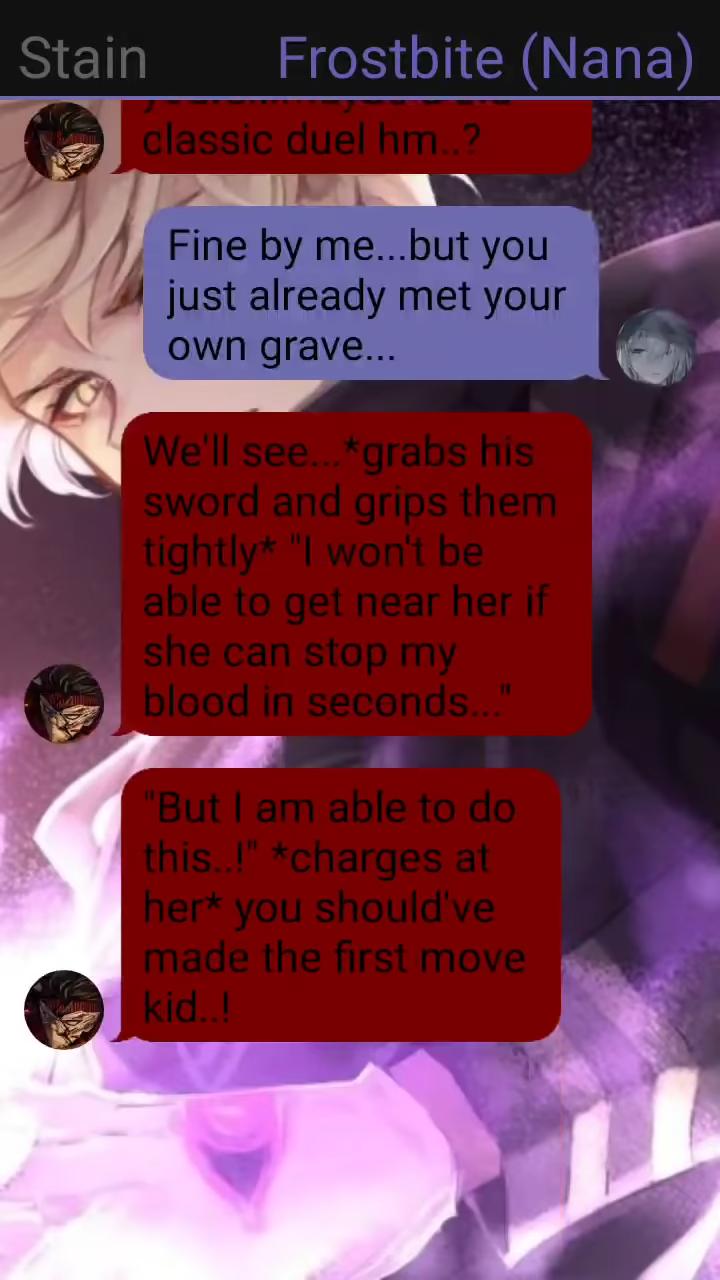 Stain Frostbite (Nana)
classic duel hm..?
Fine by me...but you
just already met your
own grave...
We'll see...*grabs his
sword and grips them
tightly* "I won't be
able to get near her if
she can stop my
blood in seconds..."
"But I am able to do
this..!" *charges at
her* you should've
made the first move
kid..!